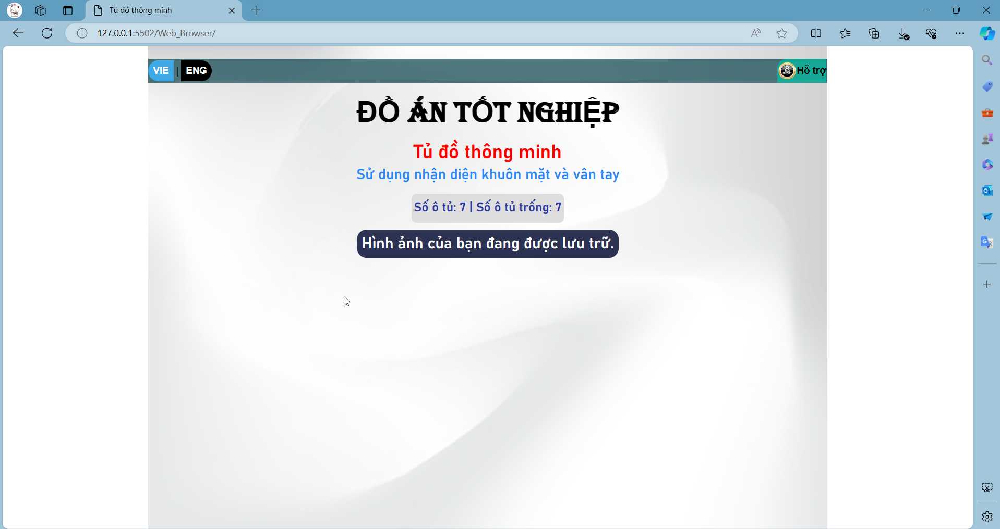 Tủ đồ thông minh
127.0.0.1:5502/Web_Browser/
VIE | ENG
Hỗ trợ
ĐỒ ÁN TỐT NGHIỆP
Tủ đồ thông minh
Sử dụng nhận diện khuôn mặt và vân tay
Số ô tủ: 7 | Số ô tủ trống: 7
Hình ảnh của bạn đang được lưu trữ.